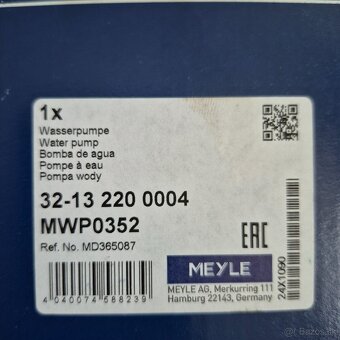 1x
Wasserpumpe
Water pump
Bomba de agua
Pompe à eau
Pompa wody
32-13 220 0004
MWP0352
Ref. No. MD365087
EAC
MEYLE
MEYLE AG, Merkurring 111
Hamburg 22143, Germany
24X1090
4 040074 588239